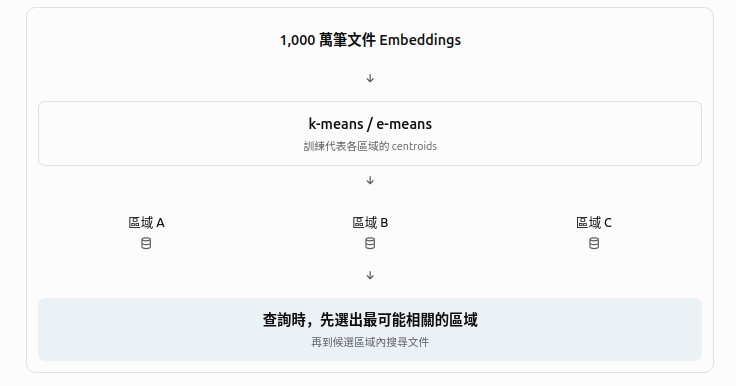 1,000 萬筆文件 Embeddings
↓
k-means / e-means
訓練代表各區域的 centroids
↓
區域 A
區域 B
區域 C
↓
查詢時，先選出最可能相關的區域
再到候選區域內搜尋文件